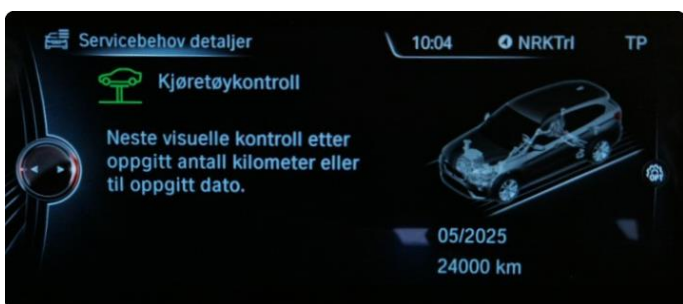 Servicebehov detaljer
10:04
NRKTrl
TP
Kjøretøykontroll
Neste visuelle kontroll etter
oppgitt antall kilometer eller
til oppgitt dato.
OFF
05/2025
24000 km